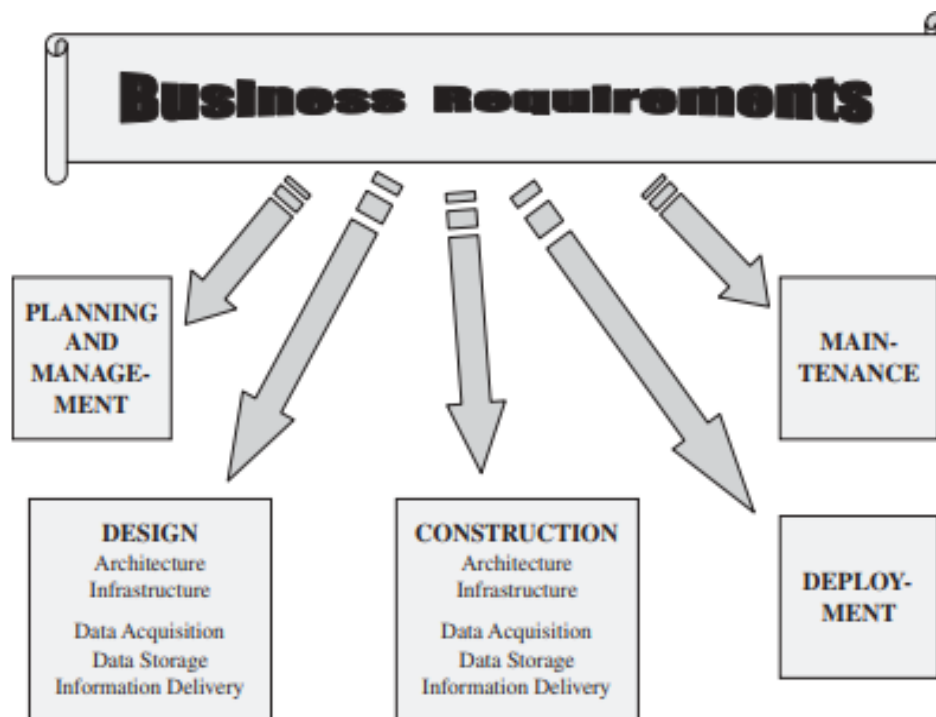 Business Requirements
PLANNING
AND
MANAGE-
MENT
MAIN-
TENANCE
DESIGN
Architecture
Infrastructure
Data Acquisition
Data Storage
Information Delivery
CONSTRUCTION
Architecture
Infrastructure
Data Acquisition
Data Storage
Information Delivery
DEPLOY-
MENT